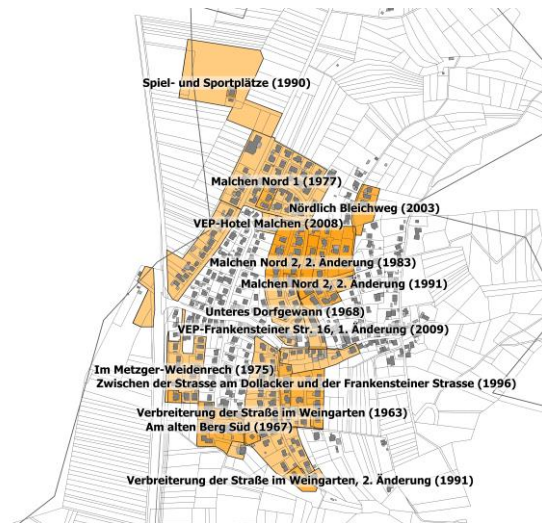 Spiel- und Sportplätze (1990)
Malchen Nord 1 (1977)
Nördlich Bleichweg (2003)
VEP-Hotel Malchen (2008)
Malchen Nord 2, 2. Änderung (1983)
Malchen Nord 2, 2. Änderung (1991)
Unteres Dorfgewann (1968)
VEP-Frankensteiner Str. 16, 1. Änderung (2009)
Im Metzger-Weidenrech (1975)
Zwischen der Strasse am Dollacker und der Frankensteiner Strasse (1996)
Verbreiterung der Straße im Weingarten (1963)
Am alten Berg Süd (1967)
Verbreiterung der Straße im Weingarten, 2. Änderung (1991)